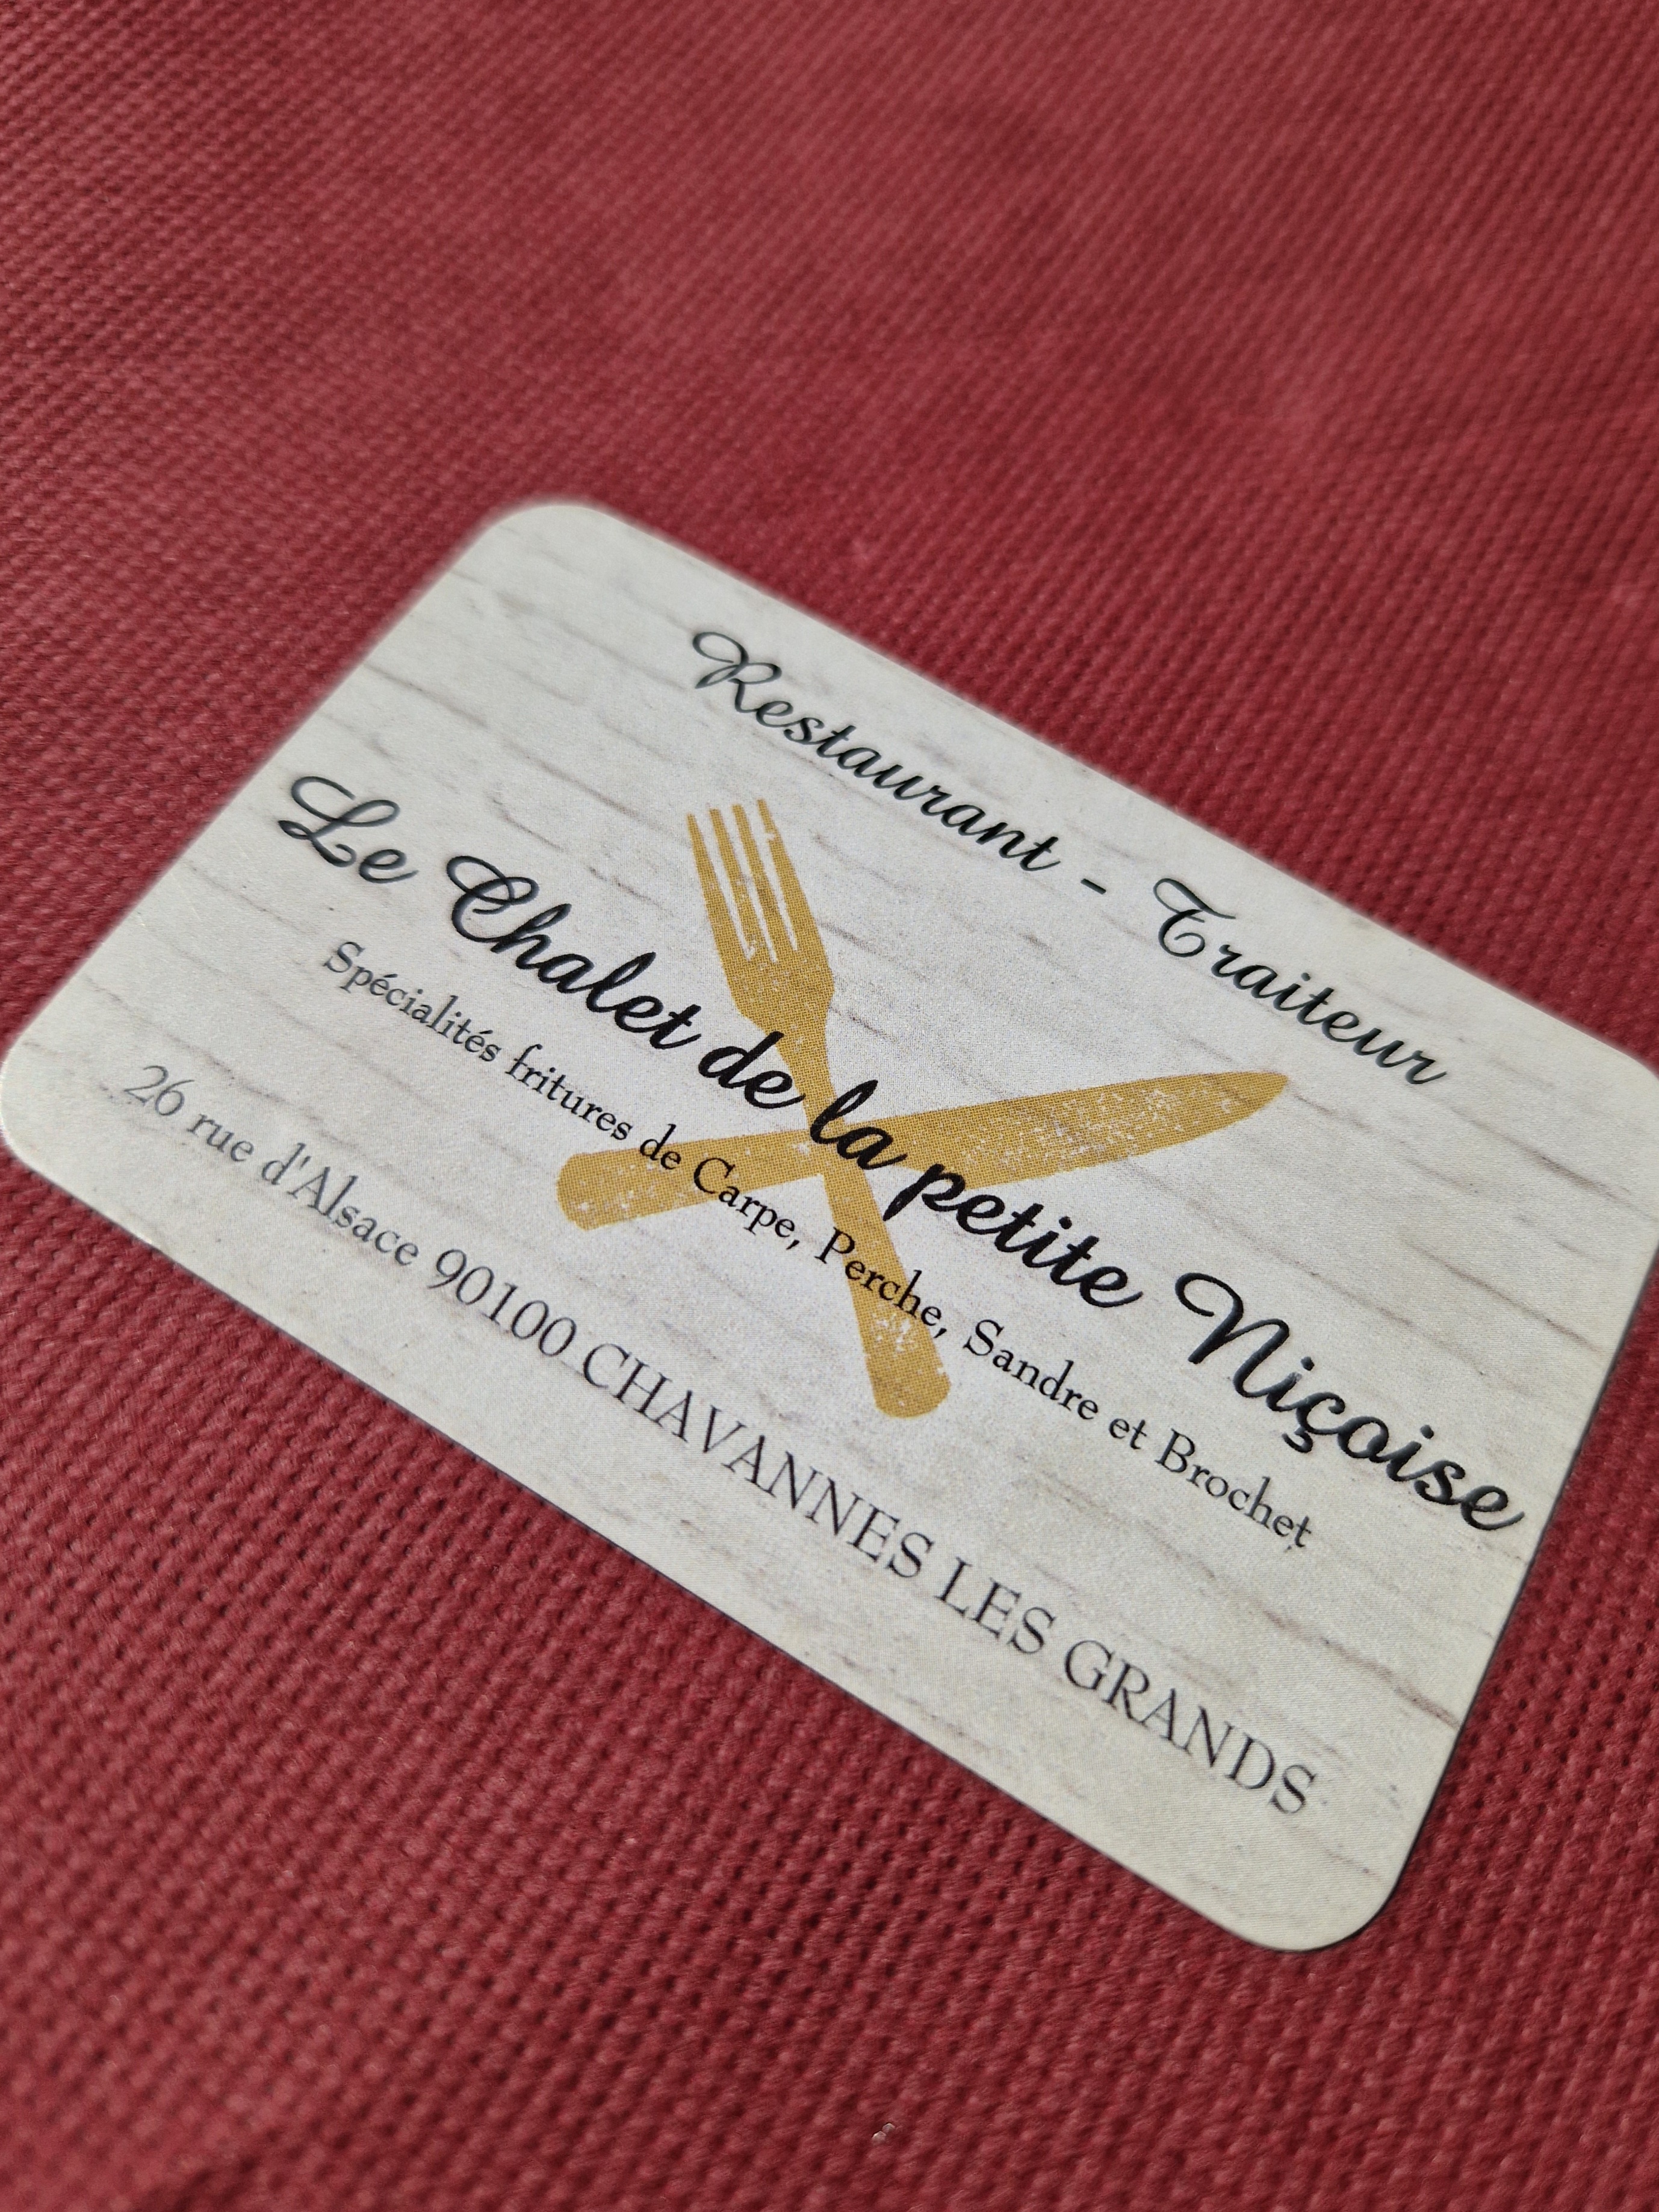 Restaurant - Traiteur
Le Chalet de la petite Niçoise
Spécialités fritures de Carpe, Perche, Sandre et Brochet
26 rue d'Alsace 90100 CHAVANNES LES GRANDS